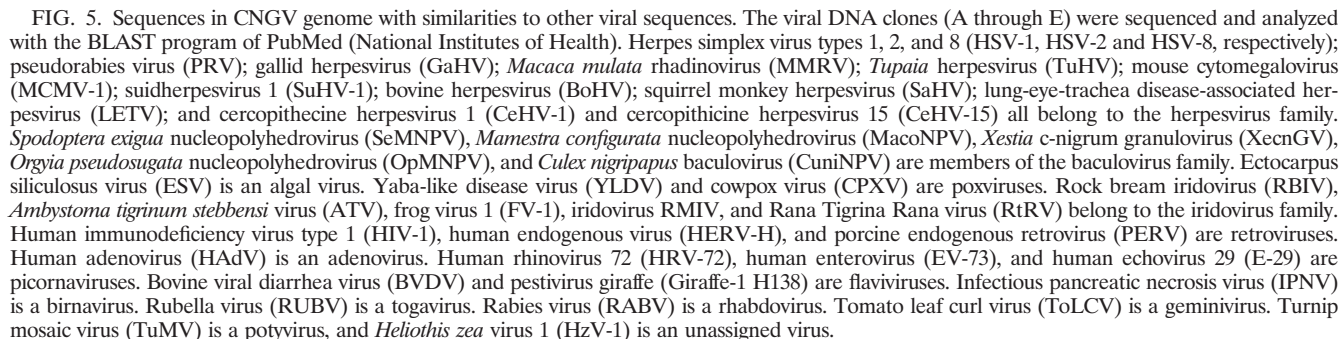 FIG. 5. Sequences in CNGV genome with similarities to other viral sequences. The viral DNA clones (A through E) were sequenced and analyzed
with the BLAST program of PubMed (National Institutes of Health). Herpes simplex virus types 1, 2, and 8 (HSV-1, HSV-2 and HSV-8, respectively);
pseudorabies virus (PRV); gallid herpesvirus (GaHV); Macaca mulata rhadinovirus (MMRV); Tupaia herpesvirus (TuHV); mouse cytomegalovirus
(MCMV-1); suidherpesvirus 1 (SuHV-1); bovine herpesvirus (BoHV); squirrel monkey herpesvirus (SaHV); lung-eye-trachea disease-associated her-
pesvirus (LETV); and cercopithecine herpesvirus 1 (CeHV-1) and cercopithicine herpesvirus 15 (CeHV-15) all belong to the herpesvirus family.
Spodoptera exigua nucleopolyhedrovirus (SeMNPV), Mamestra configurata nucleopolyhedrovirus (MacoNPV), Xestia c-nigrum granulovirus (XecnGV),
Orgyia pseudosugata nucleopolyhedrovirus (OpMNPV), and Culex nigripapus baculovirus (CuniNPV) are members of the baculovirus family. Ectocarpus
siliculosus virus (ESV) is an algal virus. Yaba-like disease virus (YLDV) and cowpox virus (CPXV) are poxviruses. Rock bream iridovirus (RBIV),
Ambystoma tigrinum stebbensi virus (ATV), frog virus 1 (FV-1), iridovirus RMIV, and Rana Tigrina Rana virus (RtRV) belong to the iridovirus family.
Human immunodeficiency virus type 1 (HIV-1), human endogenous virus (HERV-H), and porcine endogenous retrovirus (PERV) are retroviruses.
Human adenovirus (HAdV) is an adenovirus. Human rhinovirus 72 (HRV-72), human enterovirus (EV-73), and human echovirus 29 (E-29) are
picornaviruses. Bovine viral diarrhea virus (BVDV) and pestivirus giraffe (Giraffe-1 H138) are flaviviruses. Infectious pancreatic necrosis virus (IPNV)
is a birnavirus. Rubella virus (RUBV) is a togavirus. Rabies virus (RABV) is a rhabdovirus. Tomato leaf curl virus (ToLCV) is a geminivirus. Turnip
mosaic virus (TuMV) is a potyvirus, and Heliothis zea virus 1 (HzV-1) is an unassigned virus.